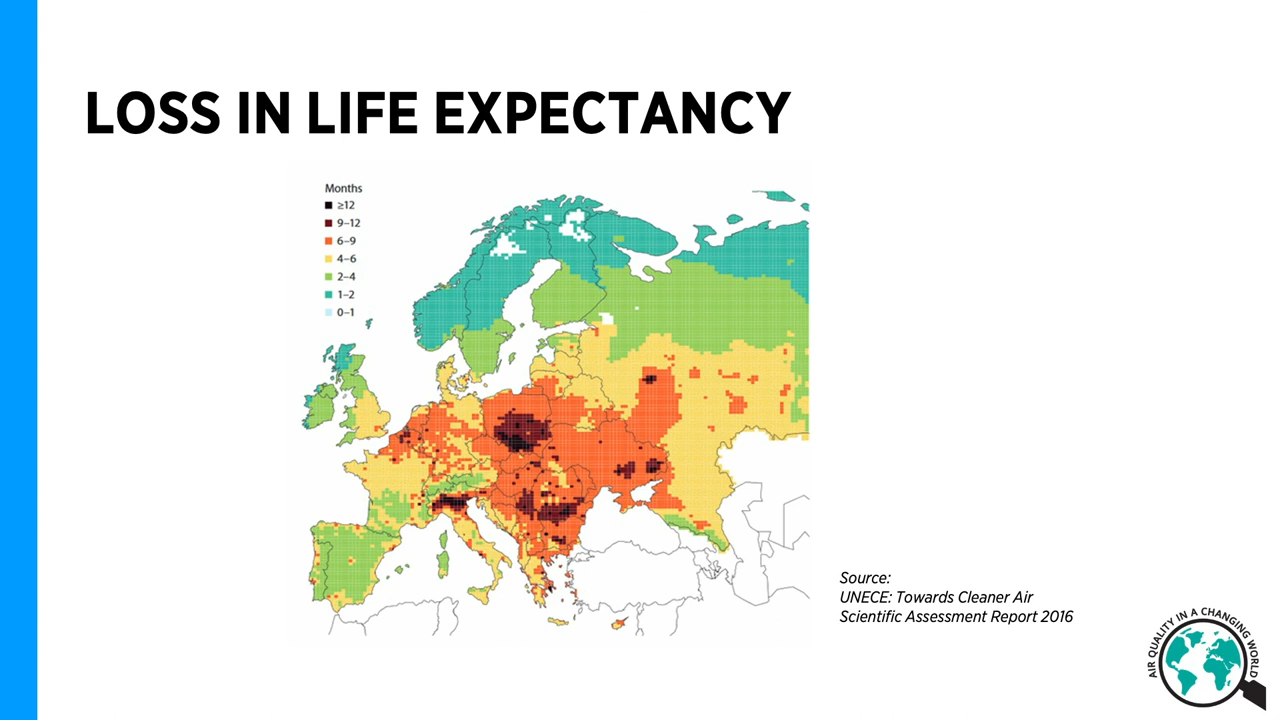 LOSS IN LIFE EXPECTANCY
Months
≥12
9–12
6–9
4–6
2–4
1–2
0–1
Source:
UNECE: Towards Cleaner Air
Scientific Assessment Report 2016
AIR QUALITY IN A CHANGING WORLD